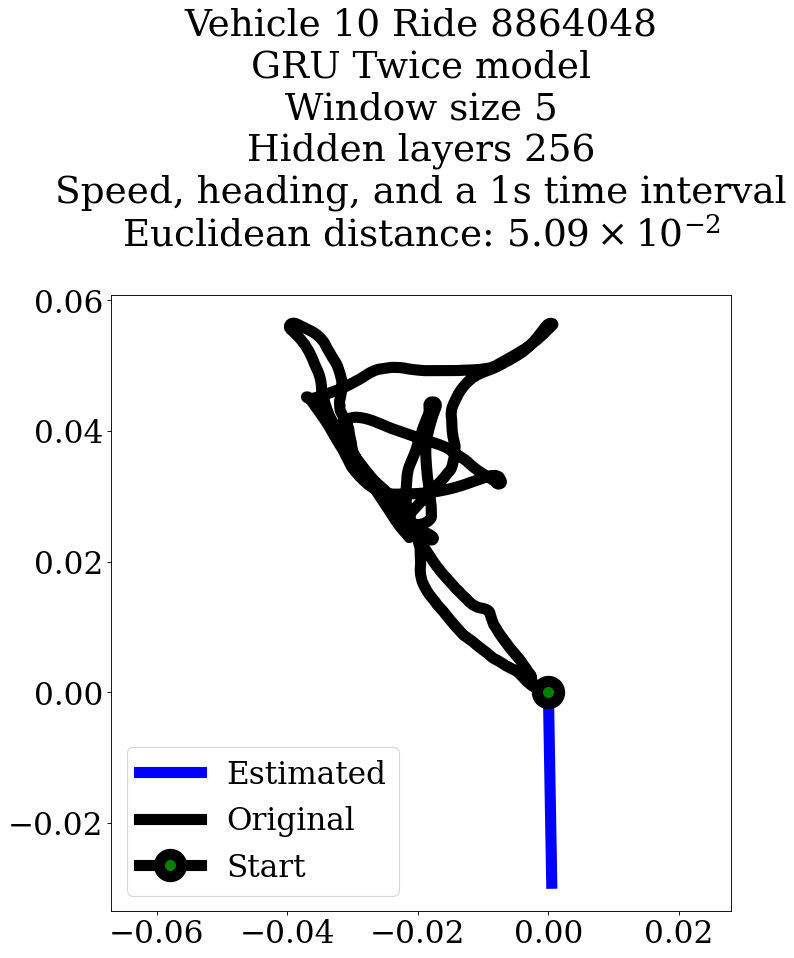 Vehicle 10 Ride 8864048
GRU Twice model
Window size 5
Hidden layers 256
Speed, heading, and a 1s time interval
Euclidean distance: 5.09 × 10⁻²
0.06
0.04
0.02
0.00
−0.02
Estimated
Original
Start
−0.06 −0.04 −0.02 0.00 0.02